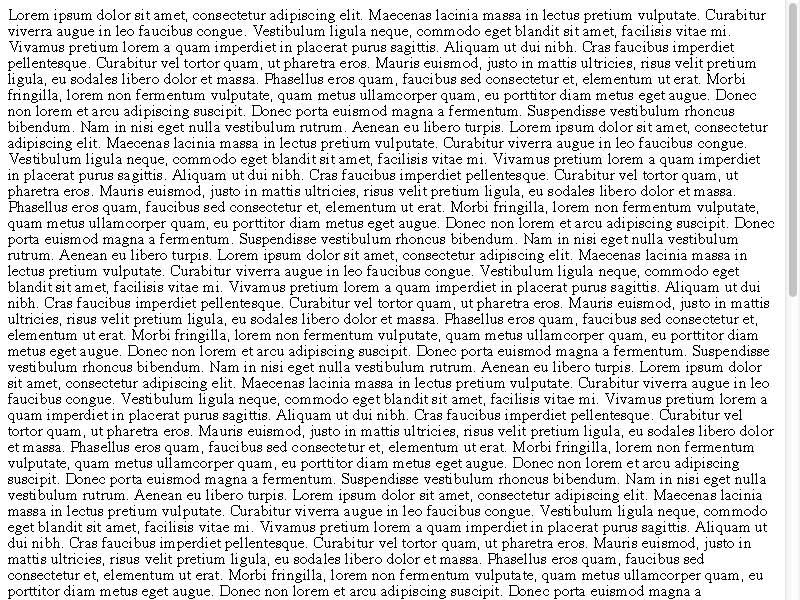 Lorem ipsum dolor sit amet, consectetur adipiscing elit. Maecenas lacinia massa in lectus pretium vulputate. Curabitur
viverra augue in leo faucibus congue. Vestibulum ligula neque, commodo eget blandit sit amet, facilisis vitae mi.
Vivamus pretium lorem a quam imperdiet in placerat purus sagittis. Aliquam ut dui nibh. Cras faucibus imperdiet
pellentesque. Curabitur vel tortor quam, ut pharetra eros. Mauris euismod, justo in mattis ultricies, risus velit pretium
ligula, eu sodales libero dolor et massa. Phasellus eros quam, faucibus sed consectetur et, elementum ut erat. Morbi
fringilla, lorem non fermentum vulputate, quam metus ullamcorper quam, eu porttitor diam metus eget augue. Donec
non lorem et arcu adipiscing suscipit. Donec porta euismod magna a fermentum. Suspendisse vestibulum rhoncus
bibendum. Nam in nisi eget nulla vestibulum rutrum. Aenean eu libero turpis. Lorem ipsum dolor sit amet, consectetur
adipiscing elit. Maecenas lacinia massa in lectus pretium vulputate. Curabitur viverra augue in leo faucibus congue.
Vestibulum ligula neque, commodo eget blandit sit amet, facilisis vitae mi. Vivamus pretium lorem a quam imperdiet
in placerat purus sagittis. Aliquam ut dui nibh. Cras faucibus imperdiet pellentesque. Curabitur vel tortor quam, ut
pharetra eros. Mauris euismod, justo in mattis ultricies, risus velit pretium ligula, eu sodales libero dolor et massa.
Phasellus eros quam, faucibus sed consectetur et, elementum ut erat. Morbi fringilla, lorem non fermentum vulputate,
quam metus ullamcorper quam, eu porttitor diam metus eget augue. Donec non lorem et arcu adipiscing suscipit. Donec
porta euismod magna a fermentum. Suspendisse vestibulum rhoncus bibendum. Nam in nisi eget nulla vestibulum
rutrum. Aenean eu libero turpis. Lorem ipsum dolor sit amet, consectetur adipiscing elit. Maecenas lacinia massa in
lectus pretium vulputate. Curabitur viverra augue in leo faucibus congue. Vestibulum ligula neque, commodo eget
blandit sit amet, facilisis vitae mi. Vivamus pretium lorem a quam imperdiet in placerat purus sagittis. Aliquam ut dui
nibh. Cras faucibus imperdiet pellentesque. Curabitur vel tortor quam, ut pharetra eros. Mauris euismod, justo in mattis
ultricies, risus velit pretium ligula, eu sodales libero dolor et massa. Phasellus eros quam, faucibus sed consectetur et,
elementum ut erat. Morbi fringilla, lorem non fermentum vulputate, quam metus ullamcorper quam, eu porttitor diam
metus eget augue. Donec non lorem et arcu adipiscing suscipit. Donec porta euismod magna a fermentum. Suspendisse
vestibulum rhoncus bibendum. Nam in nisi eget nulla vestibulum rutrum. Aenean eu libero turpis. Lorem ipsum dolor
sit amet, consectetur adipiscing elit. Maecenas lacinia massa in lectus pretium vulputate. Curabitur viverra augue in leo
faucibus congue. Vestibulum ligula neque, commodo eget blandit sit amet, facilisis vitae mi. Vivamus pretium lorem a
quam imperdiet in placerat purus sagittis. Aliquam ut dui nibh. Cras faucibus imperdiet pellentesque. Curabitur vel
tortor quam, ut pharetra eros. Mauris euismod, justo in mattis ultricies, risus velit pretium ligula, eu sodales libero dolor
et massa. Phasellus eros quam, faucibus sed consectetur et, elementum ut erat. Morbi fringilla, lorem non fermentum
vulputate, quam metus ullamcorper quam, eu porttitor diam metus eget augue. Donec non lorem et arcu adipiscing
suscipit. Donec porta euismod magna a fermentum. Suspendisse vestibulum rhoncus bibendum. Nam in nisi eget nulla
vestibulum rutrum. Aenean eu libero turpis. Lorem ipsum dolor sit amet, consectetur adipiscing elit. Maecenas lacinia
massa in lectus pretium vulputate. Curabitur viverra augue in leo faucibus congue. Vestibulum ligula neque, commodo
eget blandit sit amet, facilisis vitae mi. Vivamus pretium lorem a quam imperdiet in placerat purus sagittis. Aliquam ut
dui nibh. Cras faucibus imperdiet pellentesque. Curabitur vel tortor quam, ut pharetra eros. Mauris euismod, justo in
mattis ultricies, risus velit pretium ligula, eu sodales libero dolor et massa. Phasellus eros quam, faucibus sed
consectetur et, elementum ut erat. Morbi fringilla, lorem non fermentum vulputate, quam metus ullamcorper quam, eu
porttitor diam metus eget augue. Donec non lorem et arcu adipiscing suscipit. Donec porta euismod magna a